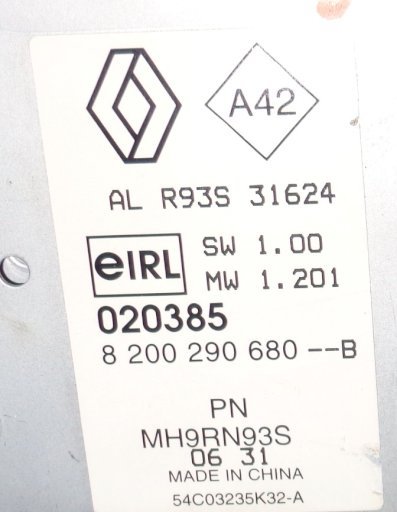 A42
AL R93S 31624
eIRL SW 1.00
MW 1.201
020385
8 200 290 680 --B
PN
MH9RN93S
06 31
MADE IN CHINA
54C03235K32-A